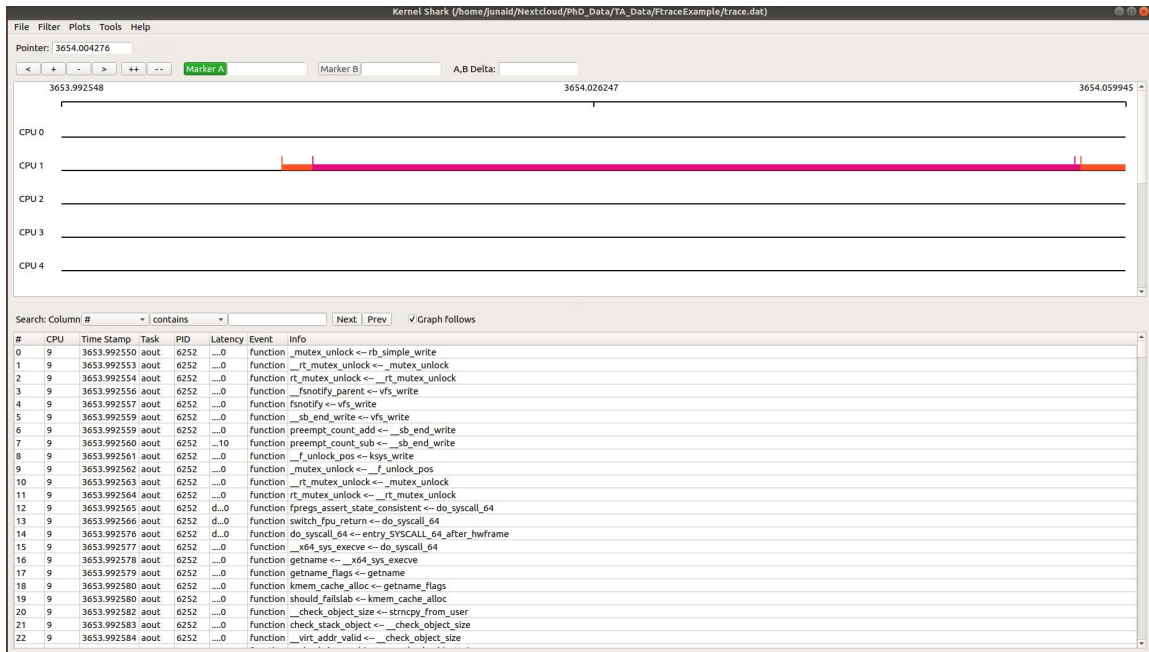 Kernel Shark (/home/junaid/Nextcloud/PhD_Data/TA_Data/FtraceExample/trace.dat)
File Filter Plots Tools Help
Pointer: 3654.004276
< + - > ++ -- Marker A Marker B A,B Delta:
3653.992548 3654.026247 3654.059945
CPU 0
CPU 1
CPU 2
CPU 3
CPU 4
Search: Column # contains Next Prev Graph follows
# CPU Time Stamp Task PID Latency Event Info
0 9 3653.992550 aout 6252 ....0 function _mutex_unlock <-- rb_simple_write
1 9 3653.992553 aout 6252 ....0 function __rt_mutex_unlock <-- _mutex_unlock
2 9 3653.992554 aout 6252 ....0 function rt_mutex_unlock <-- __rt_mutex_unlock
3 9 3653.992556 aout 6252 ....0 function __fsnotify_parent <-- vfs_write
4 9 3653.992557 aout 6252 ....0 function fsnotify <-- vfs_write
5 9 3653.992559 aout 6252 ....0 function __sb_end_write <-- vfs_write
6 9 3653.992559 aout 6252 ....0 function preempt_count_add <-- __sb_end_write
7 9 3653.992560 aout 6252 ...10 function preempt_count_sub <-- __sb_end_write
8 9 3653.992561 aout 6252 ....0 function __f_unlock_pos <-- ksys_write
9 9 3653.992562 aout 6252 ....0 function _mutex_unlock <-- __f_unlock_pos
10 9 3653.992563 aout 6252 ....0 function __rt_mutex_unlock <-- _mutex_unlock
11 9 3653.992564 aout 6252 ....0 function rt_mutex_unlock <-- __rt_mutex_unlock
12 9 3653.992565 aout 6252 d...0 function fpregs_assert_state_consistent <-- do_syscall_64
13 9 3653.992566 aout 6252 d...0 function switch_fpu_return <-- do_syscall_64
14 9 3653.992576 aout 6252 d...0 function do_syscall_64 <-- entry_SYSCALL_64_after_hwframe
15 9 3653.992577 aout 6252 ....0 function __x64_sys_execve <-- do_syscall_64
16 9 3653.992578 aout 6252 ....0 function getname <-- __x64_sys_execve
17 9 3653.992579 aout 6252 ....0 function getname_flags <-- getname
18 9 3653.992580 aout 6252 ....0 function kmem_cache_alloc <-- getname_flags
19 9 3653.992580 aout 6252 ....0 function should_failslab <-- kmem_cache_alloc
20 9 3653.992582 aout 6252 ....0 function __check_object_size <-- strncpy_from_user
21 9 3653.992583 aout 6252 ....0 function check_stack_object <-- __check_object_size
22 9 3653.992584 aout 6252 ....0 function __virt_addr_valid <-- __check_object_size